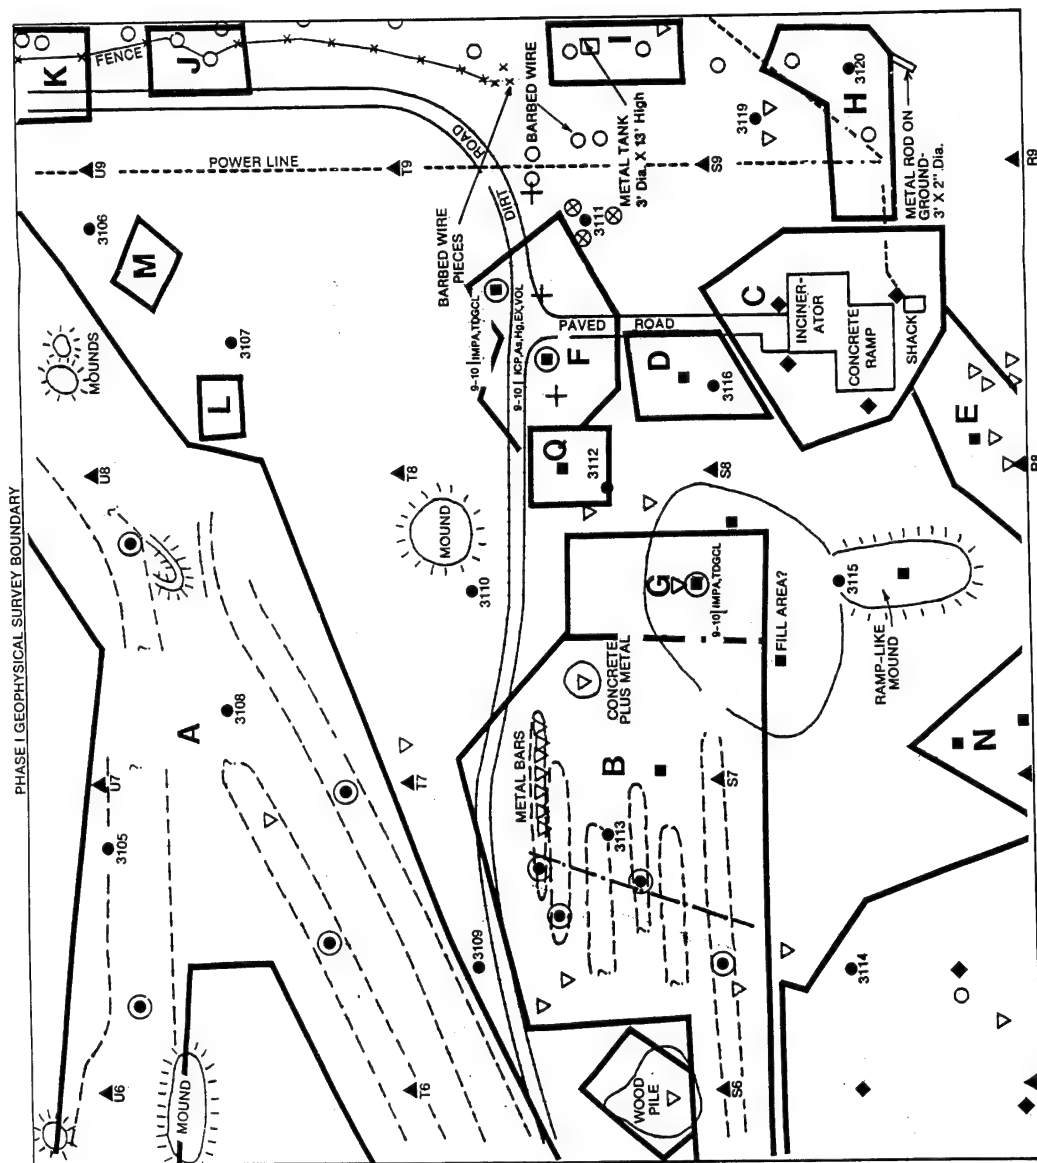 PHASE I GEOPHYSICAL SURVEY BOUNDARY
K
FENCE
J
I
H
3120
3119
METAL ROD ON
GROUND-
3' X 2" Dia.
METAL TANK
3' Dia. X 13' High
BARBED WIRE
BARBED WIRE
PIECES
ROAD
DIRT
POWER LINE
U9
T9
S9
R9
3106
M
3107
MOUNDS
L
3111
9-10 IMPA,TDGCL
9-10 ICP,As,Hg,EX,VOL
F
PAVED ROAD
C
INCINER-
ATOR
CONCRETE
RAMP
SHACK
D
3116
Q
3112
E
U8
T8
S8
R8
MOUND
3110
G
9-10 IMPA,TDGCL
FILL AREA?
3115
RAMP-LIKE
MOUND
CONCRETE
PLUS METAL
METAL BARS
B
3113
N
A
3108
?
?
?
?
?
?
?
U7
T7
S7
3105
3109
3114
U6
T6
S6
MOUND
WOOD
PILE